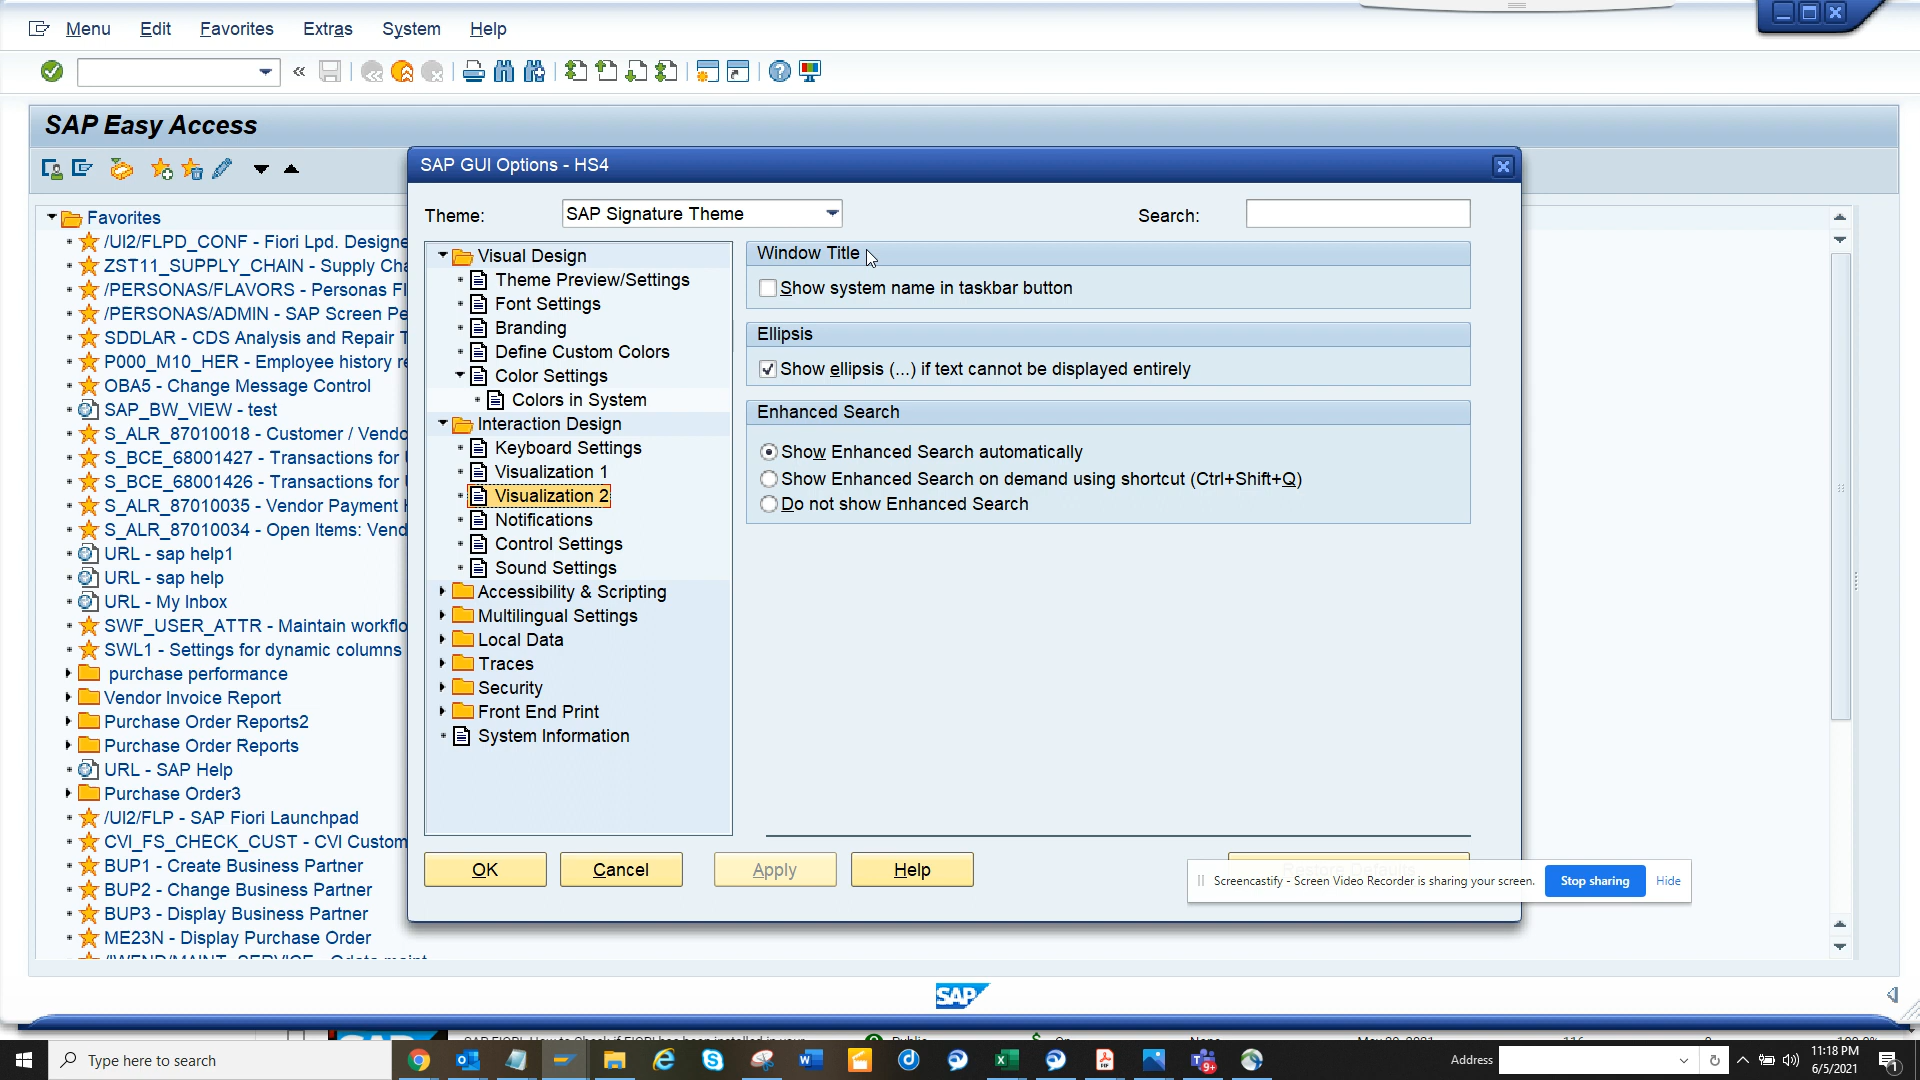 Menu Edit Favorites Extras System Help
SAP Easy Access
SAP GUI Options - HS4
Theme: SAP Signature Theme Search:
Favorites
/UI2/FLPD_CONF - Fiori Lpd. Designe
ZST11_SUPPLY_CHAIN - Supply Cha
/PERSONAS/FLAVORS - Personas Fl
/PERSONAS/ADMIN - SAP Screen Pe
SDDLAR - CDS Analysis and Repair T
P000_M10_HER - Employee history re
OBA5 - Change Message Control
SAP_BW_VIEW - test
S_ALR_87010018 - Customer / Vendo
S_BCE_68001427 - Transactions for U
S_BCE_68001426 - Transactions for U
S_ALR_87010035 - Vendor Payment H
S_ALR_87010034 - Open Items: Vend
URL - sap help1
URL - sap help
URL - My Inbox
SWF_USER_ATTR - Maintain workflo
SWL1 - Settings for dynamic columns
purchase performance
Vendor Invoice Report
Purchase Order Reports2
Purchase Order Reports
URL - SAP Help
Purchase Order3
/UI2/FLP - SAP Fiori Launchpad
CVI_FS_CHECK_CUST - CVI Custom
BUP1 - Create Business Partner
BUP2 - Change Business Partner
BUP3 - Display Business Partner
ME23N - Display Purchase Order
Visual Design
Theme Preview/Settings
Font Settings
Branding
Define Custom Colors
Color Settings
Colors in System
Interaction Design
Keyboard Settings
Visualization 1
Visualization 2
Notifications
Control Settings
Sound Settings
Accessibility & Scripting
Multilingual Settings
Local Data
Traces
Security
Front End Print
System Information
Window Title
Show system name in taskbar button
Ellipsis
Show ellipsis (...) if text cannot be displayed entirely
Enhanced Search
Show Enhanced Search automatically
Show Enhanced Search on demand using shortcut (Ctrl+Shift+Q)
Do not show Enhanced Search
OK Cancel Apply Help
Screencastify - Screen Video Recorder is sharing your screen. Stop sharing Hide
SAP
Type here to search
Address
11:18 PM
6/5/2021